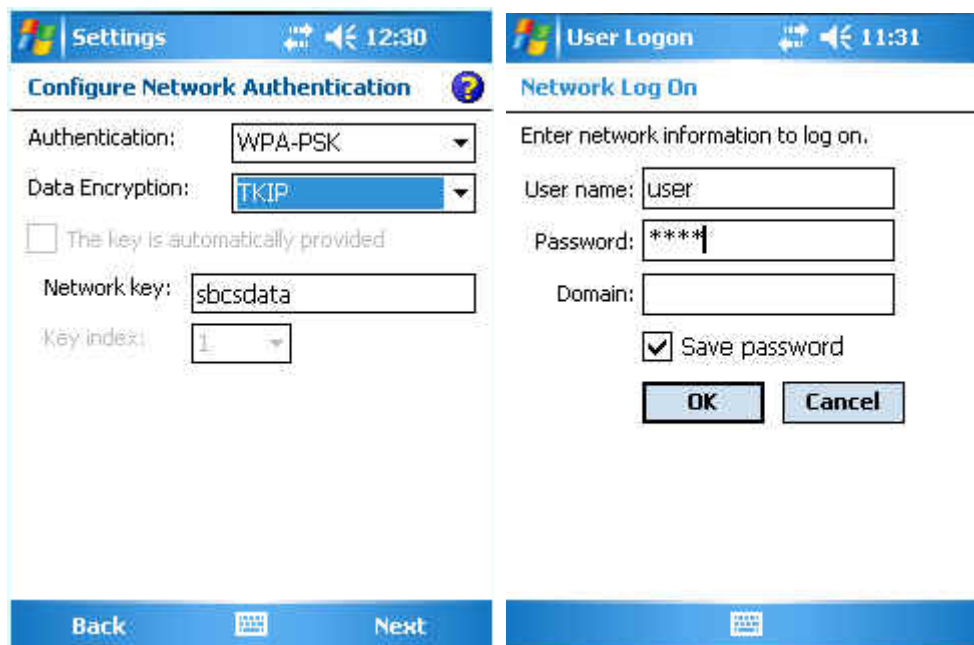 Settings 12:30
Configure Network Authentication
Authentication: WPA-PSK
Data Encryption: TKIP
The key is automatically provided
Network key: sbcsdata
Key index: 1
Back Next
User Logon 11:31
Network Log On
Enter network information to log on.
User name: user
Password: ****
Domain:
Save password
OK Cancel